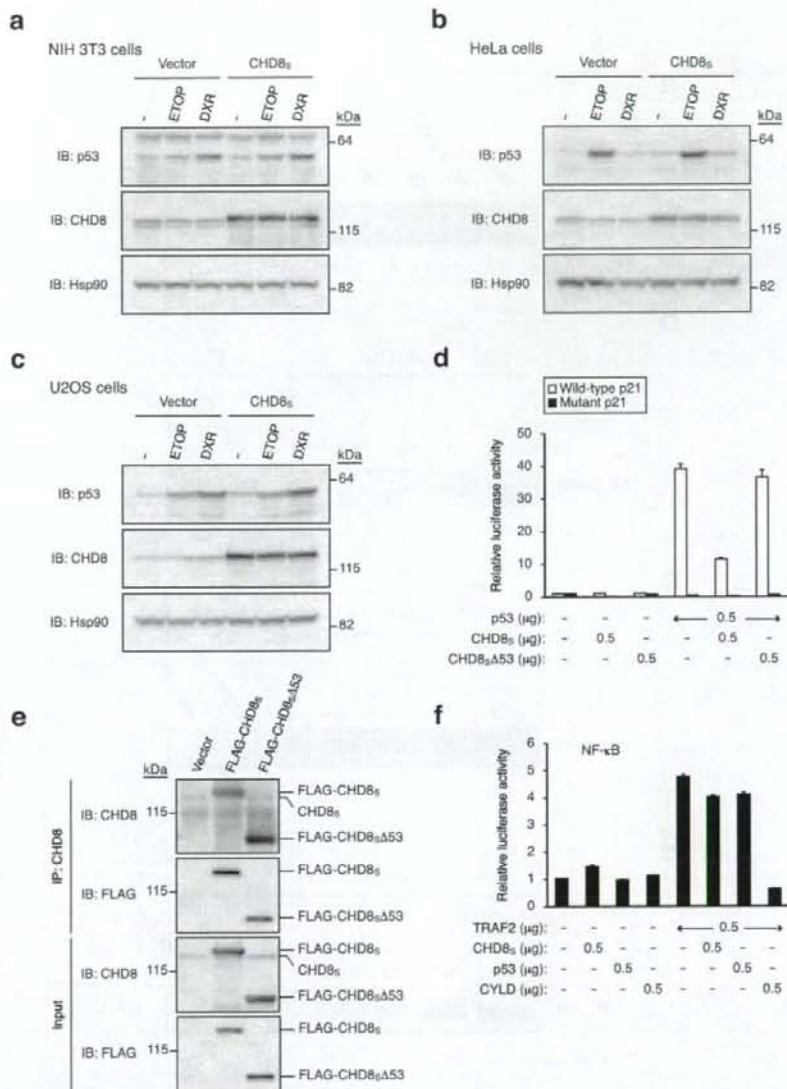 a
NIH 3T3 cells
Vector CHD8S
- ETOP DXR - ETOP DXR
kDa
IB: p53
64
IB: CHD8
115
IB: Hsp90
82
b
HeLa cells
Vector CHD8S
- ETOP DXR - ETOP DXR
kDa
IB: p53
64
IB: CHD8
115
IB: Hsp90
82
c
U2OS cells
Vector CHD8S
- ETOP DXR - ETOP DXR
kDa
IB: p53
64
IB: CHD8
115
IB: Hsp90
82
d
Wild-type p21
Mutant p21
Relative luciferase activity
50
40
30
20
10
0
p53 (µg): - - - 0.5
CHD8S (µg): - 0.5 - - 0.5 -
CHD8SΔ53 (µg): - - 0.5 - - 0.5
e
Vector FLAG-CHD8S FLAG-CHD8SΔ53
kDa
IP: CHD8
IB: CHD8
115
FLAG-CHD8S
CHD8S
FLAG-CHD8SΔ53
IB: FLAG
115
FLAG-CHD8S
FLAG-CHD8SΔ53
Input
IB: CHD8
115
FLAG-CHD8S
CHD8S
FLAG-CHD8SΔ53
IB: FLAG
115
FLAG-CHD8S
FLAG-CHD8SΔ53
f
NF-κB
Relative luciferase activity
6
5
4
3
2
1
0
TRAF2 (µg): - - - - 0.5
CHD8S (µg): - 0.5 - - - 0.5 - -
p53 (µg): - - 0.5 - - - 0.5 -
CYLD (µg): - - - 0.5 - - - 0.5